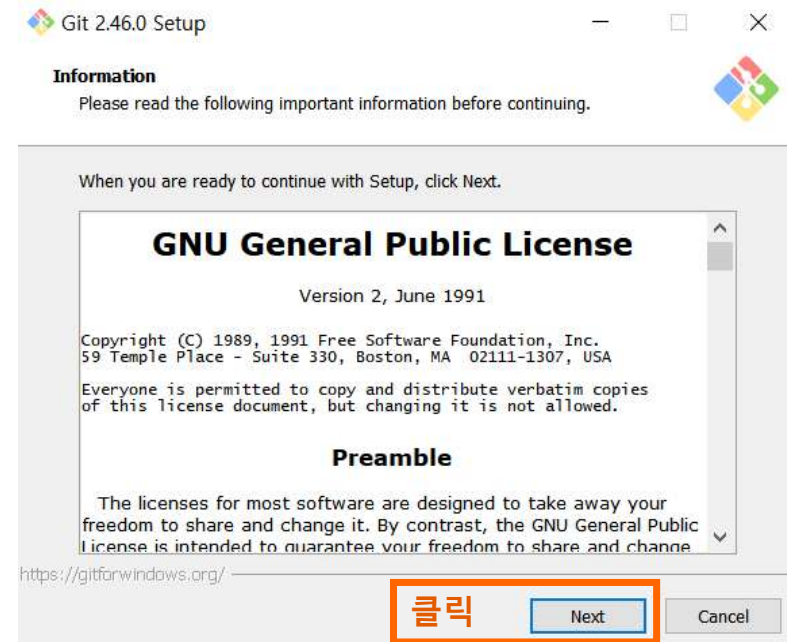 Git 2.46.0 Setup
Information
Please read the following important information before continuing.
When you are ready to continue with Setup, click Next.
GNU General Public License
Version 2, June 1991
Copyright (C) 1989, 1991 Free Software Foundation, Inc.
59 Temple Place - Suite 330, Boston, MA  02111-1307, USA
Everyone is permitted to copy and distribute verbatim copies
of this license document, but changing it is not allowed.
Preamble
The licenses for most software are designed to take away your
freedom to share and change it. By contrast, the GNU General Public
License is intended to guarantee your freedom to share and change
https://gitforwindows.org/
클릭
Next
Cancel